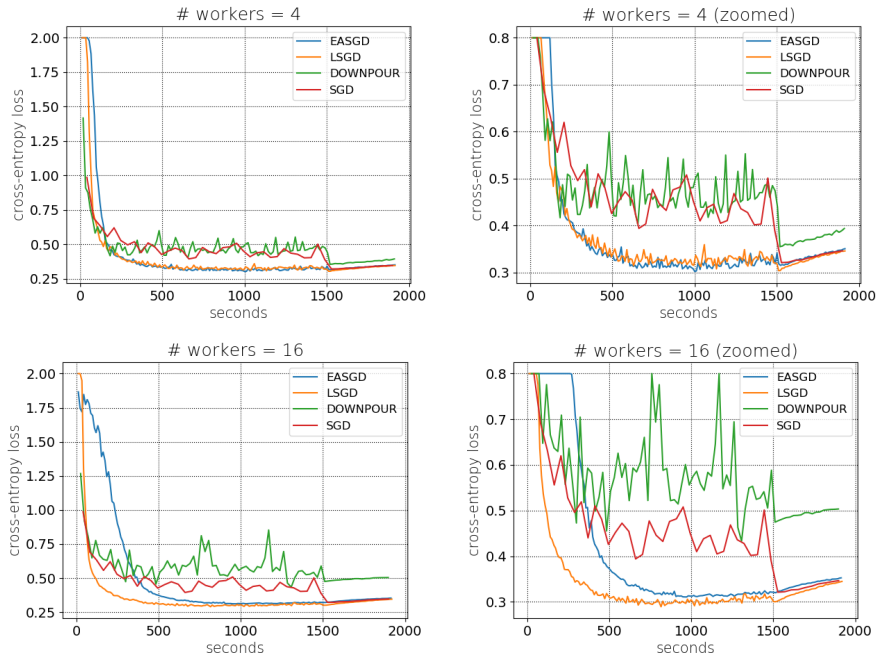 # workers = 4
cross-entropy loss
2.00
1.75
1.50
1.25
1.00
0.75
0.50
0.25
0
500
1000
1500
2000
seconds
EASGD
LSGD
DOWNPOUR
SGD
# workers = 4 (zoomed)
cross-entropy loss
0.8
0.7
0.6
0.5
0.4
0.3
0
500
1000
1500
2000
seconds
EASGD
LSGD
DOWNPOUR
SGD
# workers = 16
cross-entropy loss
2.00
1.75
1.50
1.25
1.00
0.75
0.50
0.25
0
500
1000
1500
2000
seconds
EASGD
LSGD
DOWNPOUR
SGD
# workers = 16 (zoomed)
cross-entropy loss
0.8
0.7
0.6
0.5
0.4
0.3
0
500
1000
1500
2000
seconds
EASGD
LSGD
DOWNPOUR
SGD